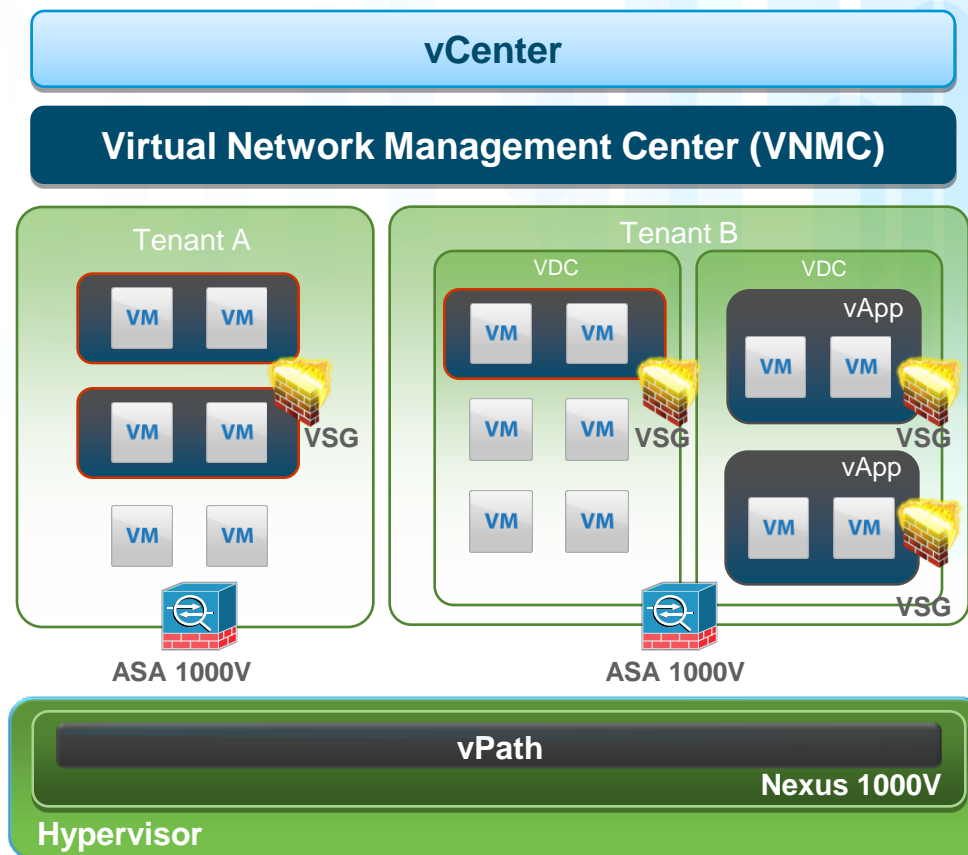 vCenter
Virtual Network Management Center (VNMC)
Tenant A
VM VM
VM VM
VSG
VM VM
ASA 1000V
Tenant B
VDC
VM VM
VSG
VM VM
VM VM
VDC
vApp
VM VM
VSG
vApp
VM VM
VSG
ASA 1000V
vPath
Nexus 1000V
Hypervisor